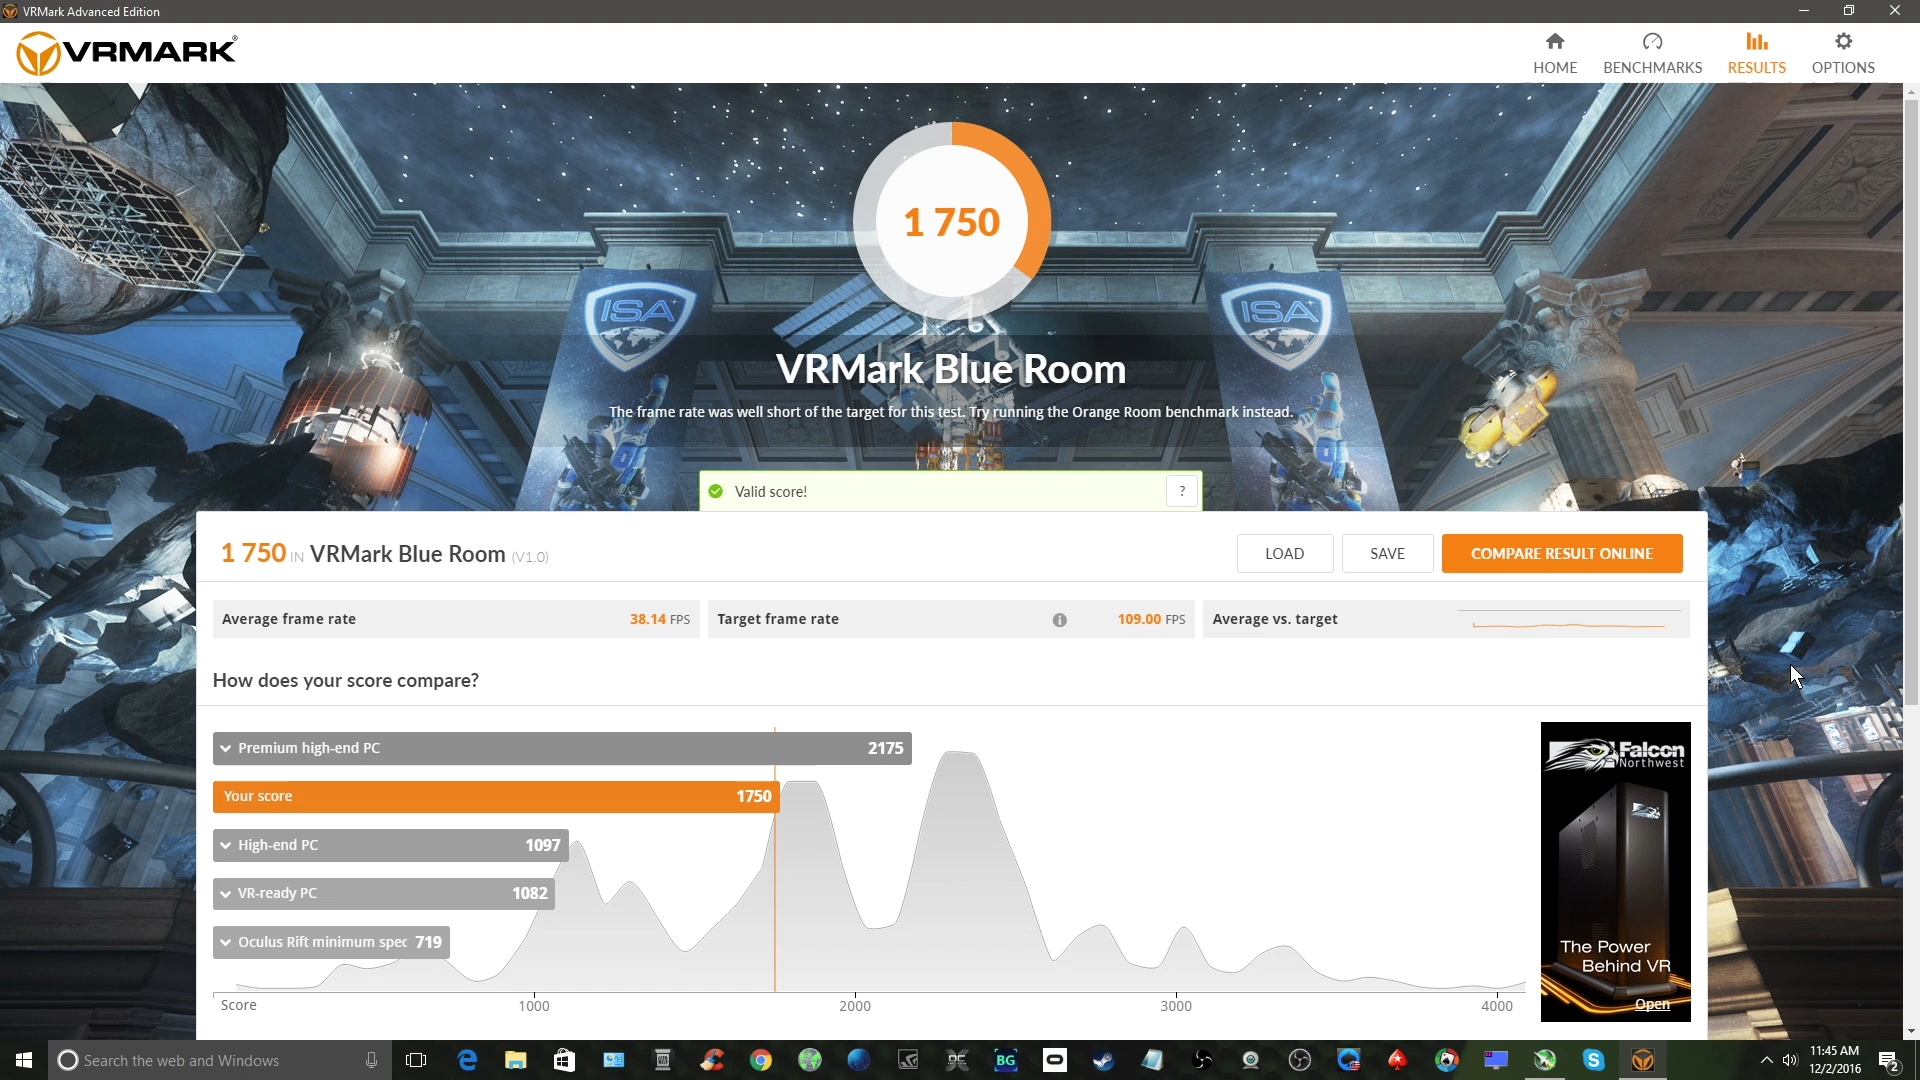 VRMark Advanced Edition
VRMARK®
HOME
BENCHMARKS
RESULTS
OPTIONS
1 750
ISA
ISA
VRMark Blue Room
The frame rate was well short of the target for this test. Try running the Orange Room benchmark instead.
Valid score!
?
1 750 IN VRMark Blue Room (V1.0)
LOAD
SAVE
COMPARE RESULT ONLINE
Average frame rate 38.14 FPS
Target frame rate 109.00 FPS
Average vs. target
How does your score compare?
Premium high-end PC 2175
Your score 1750
High-end PC 1097
VR-ready PC 1082
Oculus Rift minimum spec 719
Score 1000 2000 3000 4000
Falcon
Northwest
The Power
Behind VR
Open
Search the web and Windows
BG
11:45 AM
12/2/2016
2